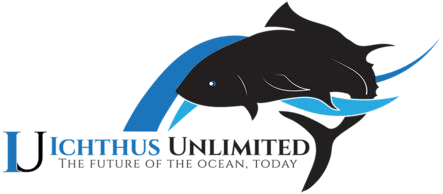 IU ICHTHUS UNLIMITED
THE FUTURE OF THE OCEAN, TODAY